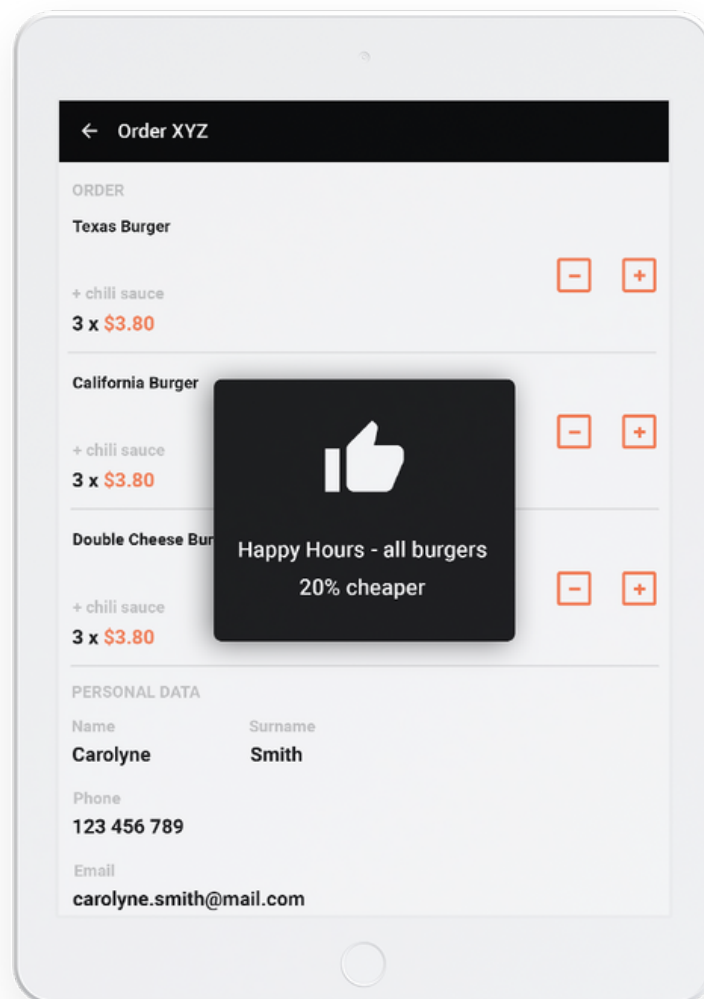 ← Order XYZ
ORDER
Texas Burger
+ chili sauce
3 x $3.80
California Burger
+ chili sauce
3 x $3.80
Double Cheese
+ chili sauce
3 x $3.80
Happy Hours - all burgers
20% cheaper
PERSONAL DATA
Name Surname
Carolyne Smith
Phone
123 456 789
Email
carolyne.smith@mail.com